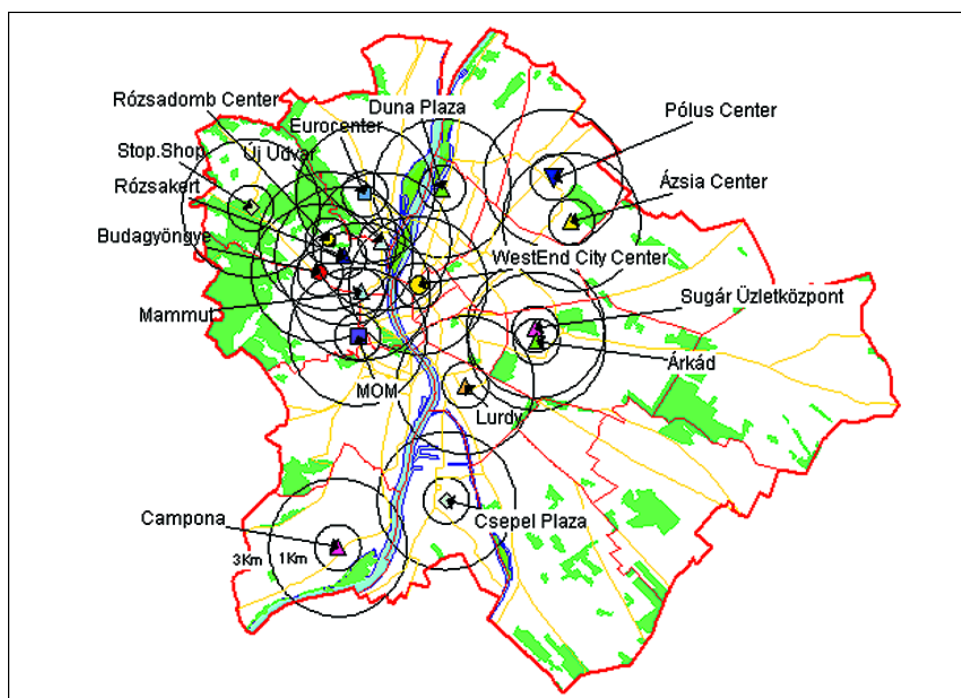 Rózsadomb Center
Duna Plaza
Pólus Center
Eurocenter
Stop.Shop
Új Udvar
Rózsakert
Ázsia Center
Budagyöngye
WestEnd City Center
Sugár Üzletközpont
Mammut
Árkád
MOM
Lurdy
Campona
Csepel Plaza
3Km
1Km